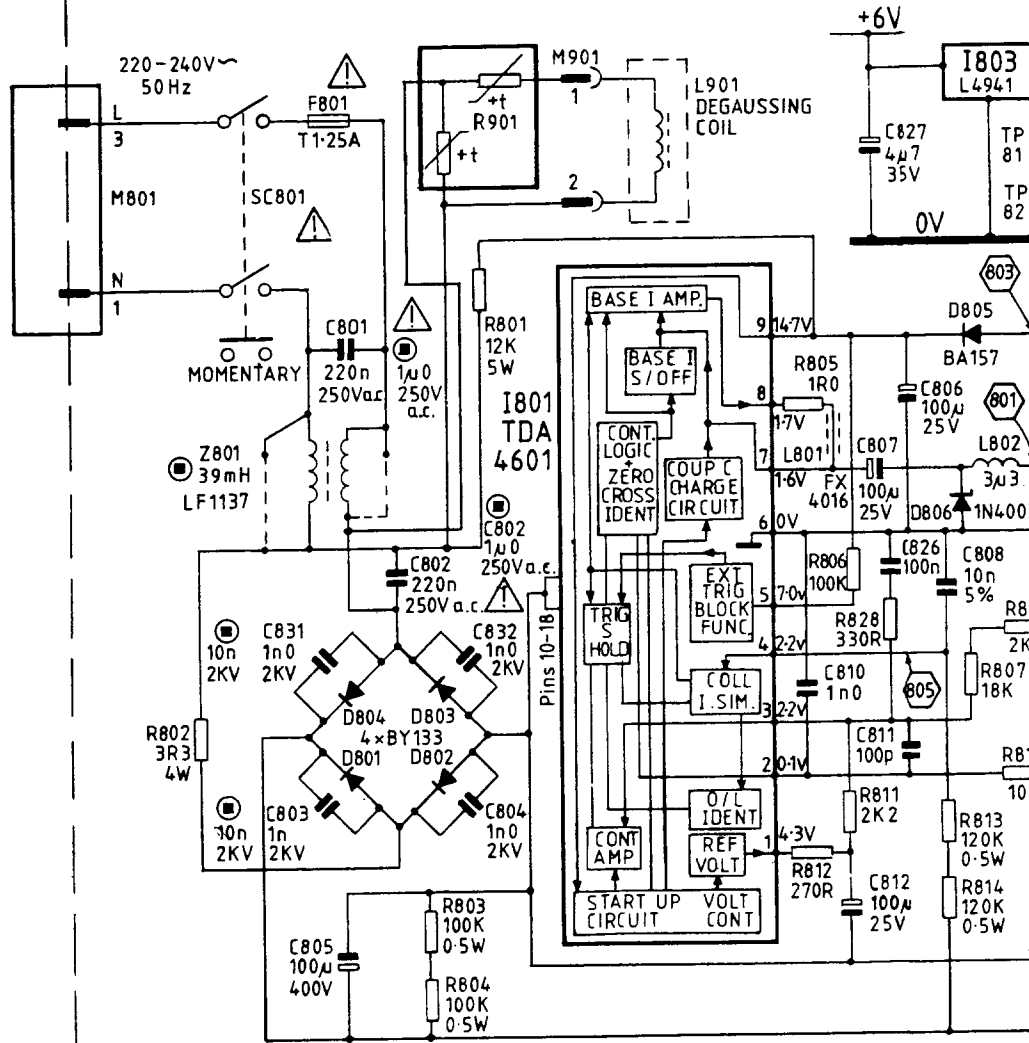 220-240V~
50Hz
L
3
M801
N
1
SC801
MOMENTARY
F801
T1·25A
C801
220n
250Va.c.
1µ0
250V
a.c.
Z801
39mH
LF1137
+t
R901
+t
M901
1
2
L901
DEGAUSSING
COIL
R801
12K
5W
C802
1µ0
250Va.c.
C802
220n
250V a.c.
10n
2KV
C831
1n0
2KV
C832
1n0
2KV
D804
D803
4×BY133
D801
D802
R802
3R3
4W
10n
2KV
C803
1n
2KV
C804
1n0
2KV
C805
100µ
400V
R803
100K
0·5W
R804
100K
0·5W
I801
TDA
4601
Pins 10-18
BASE I AMP.
BASE I
S/OFF
CONT.
LOGIC
+
ZERO
CROSS
IDENT
COUP C
CHARGE
CIRCUIT
EXT
TRIG
BLOCK
FUNC.
TRIG
S
HOLD
COLL
I.SIM.
O/L
IDENT
CONT
AMP
REF
VOLT
START UP
CIRCUIT
VOLT
CONT
9 14·7V
8
1·7V
7
1·6V
6 0V
5 7·0V
4 2·2V
3 2·2V
2 0·1V
1 4·3V
+6V
I803
L4941
C827
4µ7
35V
TP
81
TP
82
0V
803
D805
BA157
R805
1R0
C806
100µ
25V
801
L801
FX
4016
C807
100µ
25V
L802
3µ3
D806
1N400
R806
100K
C826
100n
C808
10n
5%
R828
330R
R8
2K
R807
18K
805
C810
1n0
C811
100p
R81
10
R811
2K2
R812
270R
C812
100µ
25V
R813
120K
0·5W
R814
120K
0·5W